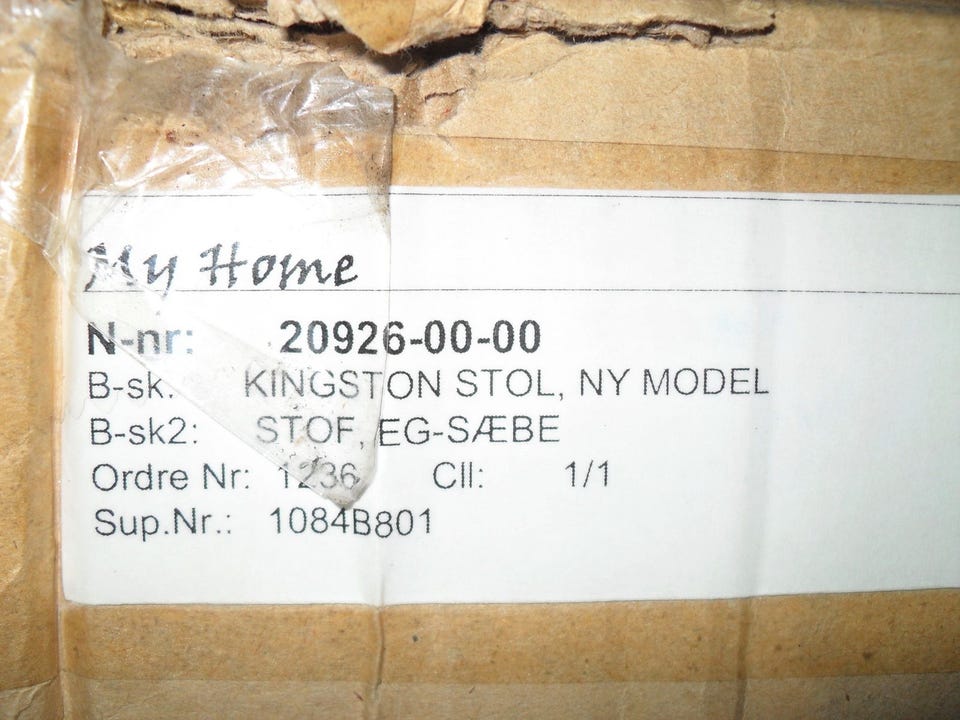 My Home
N-nr: 20926-00-00
B-sk. KINGSTON STOL, NY MODEL
B-sk2: STOF, EG-SÆBE
Ordre Nr: 1236 Cll: 1/1
Sup.Nr.: 1084B801